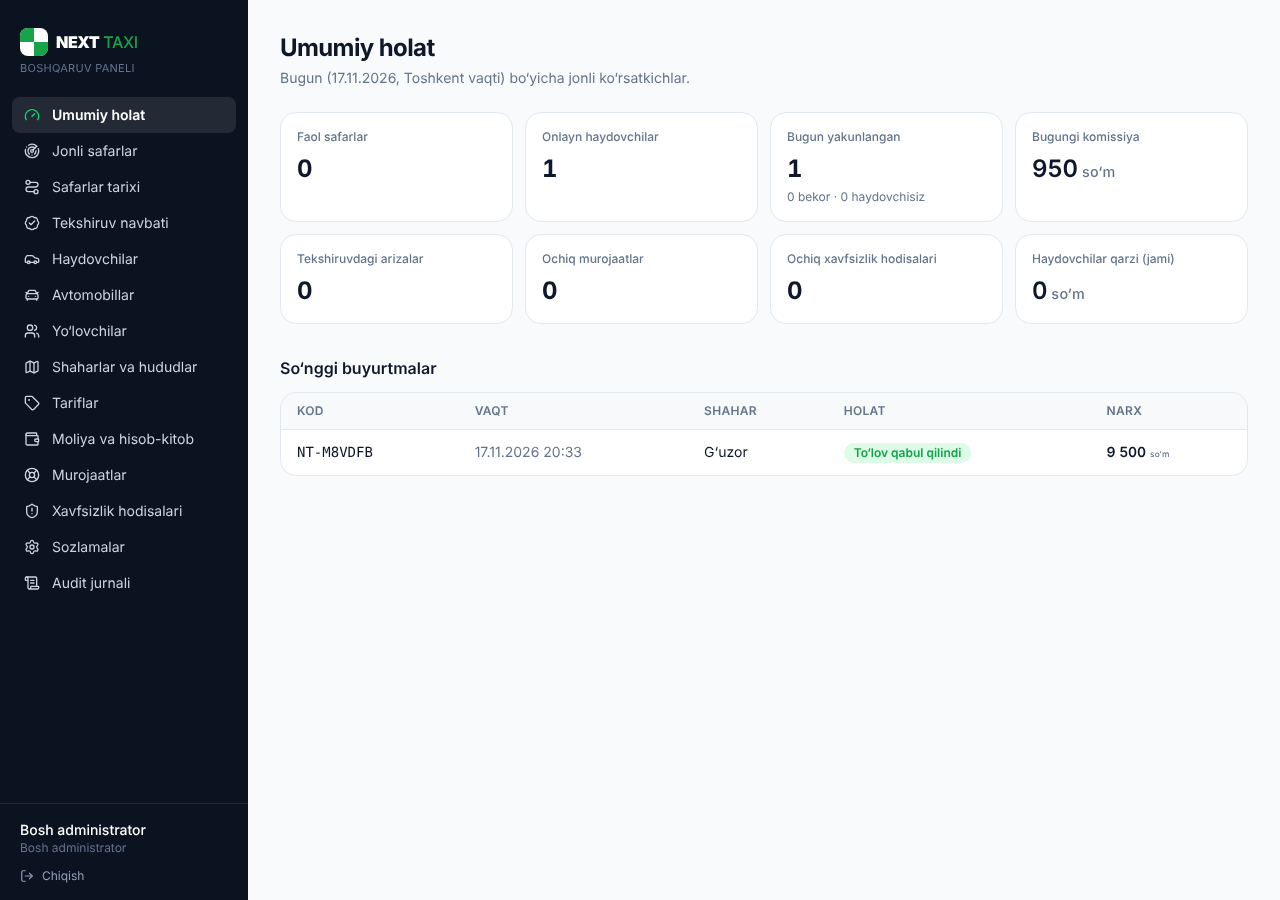 NEXT TAXI
BOSHQARUV PANELI
Umumiy holat
Jonli safarlar
Safarlar tarixi
Tekshiruv navbati
Haydovchilar
Avtomobillar
Yo‘lovchilar
Shaharlar va hududlar
Tariflar
Moliya va hisob-kitob
Murojaatlar
Xavfsizlik hodisalari
Sozlamalar
Audit jurnali
Bosh administrator
Bosh administrator
Chiqish
Umumiy holat
Bugun (17.11.2026, Toshkent vaqti) bo‘yicha jonli ko‘rsatkichlar.
Faol safarlar
0
Onlayn haydovchilar
1
Bugun yakunlangan
1
0 bekor · 0 haydovchisiz
Bugungi komissiya
950 so‘m
Tekshiruvdagi arizalar
0
Ochiq murojaatlar
0
Ochiq xavfsizlik hodisalari
0
Haydovchilar qarzi (jami)
0 so‘m
So‘nggi buyurtmalar
KOD VAQT SHAHAR HOLAT NARX
NT-M8VDFB 17.11.2026 20:33 G‘uzor To‘lov qabul qilindi 9 500 so‘m